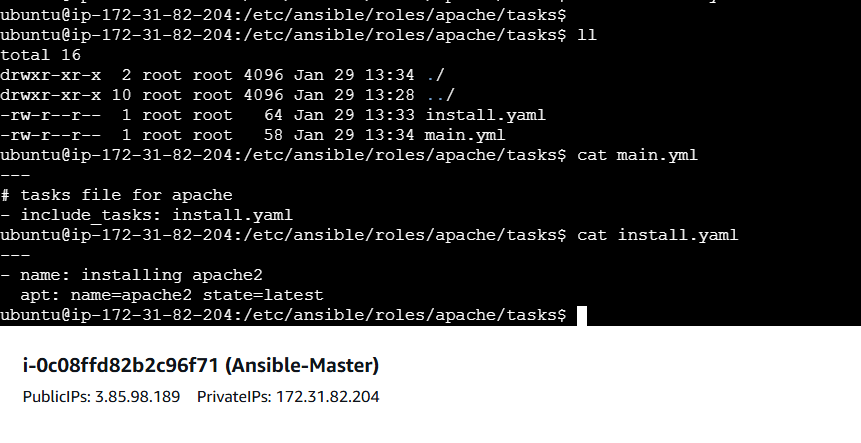 ubuntu@ip-172-31-82-204:/etc/ansible/roles/apache/tasks$
ubuntu@ip-172-31-82-204:/etc/ansible/roles/apache/tasks$ ll
total 16
drwxr-xr-x  2 root root 4096 Jan 29 13:34 ./
drwxr-xr-x 10 root root 4096 Jan 29 13:28 ../
-rw-r--r--  1 root root   64 Jan 29 13:33 install.yaml
-rw-r--r--  1 root root   58 Jan 29 13:34 main.yml
ubuntu@ip-172-31-82-204:/etc/ansible/roles/apache/tasks$ cat main.yml
---
# tasks file for apache
- include_tasks: install.yaml
ubuntu@ip-172-31-82-204:/etc/ansible/roles/apache/tasks$ cat install.yaml
---
- name: installing apache2
  apt: name=apache2 state=latest
ubuntu@ip-172-31-82-204:/etc/ansible/roles/apache/tasks$
i-0c08ffd82b2c96f71 (Ansible-Master)
PublicIPs: 3.85.98.189    PrivateIPs: 172.31.82.204